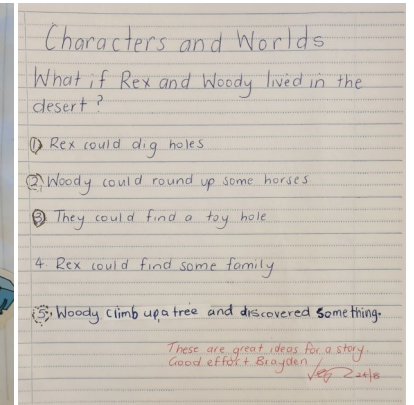 Characters and Worlds
What if Rex and Woody lived in the
desert?
1 Rex could dig holes
2 Woody could round up some horses
3 They could find a toy hole
4. Rex could find some family
5. Woody climb up a tree and discovered something.
These are great ideas for a story.
Good effort Brayden